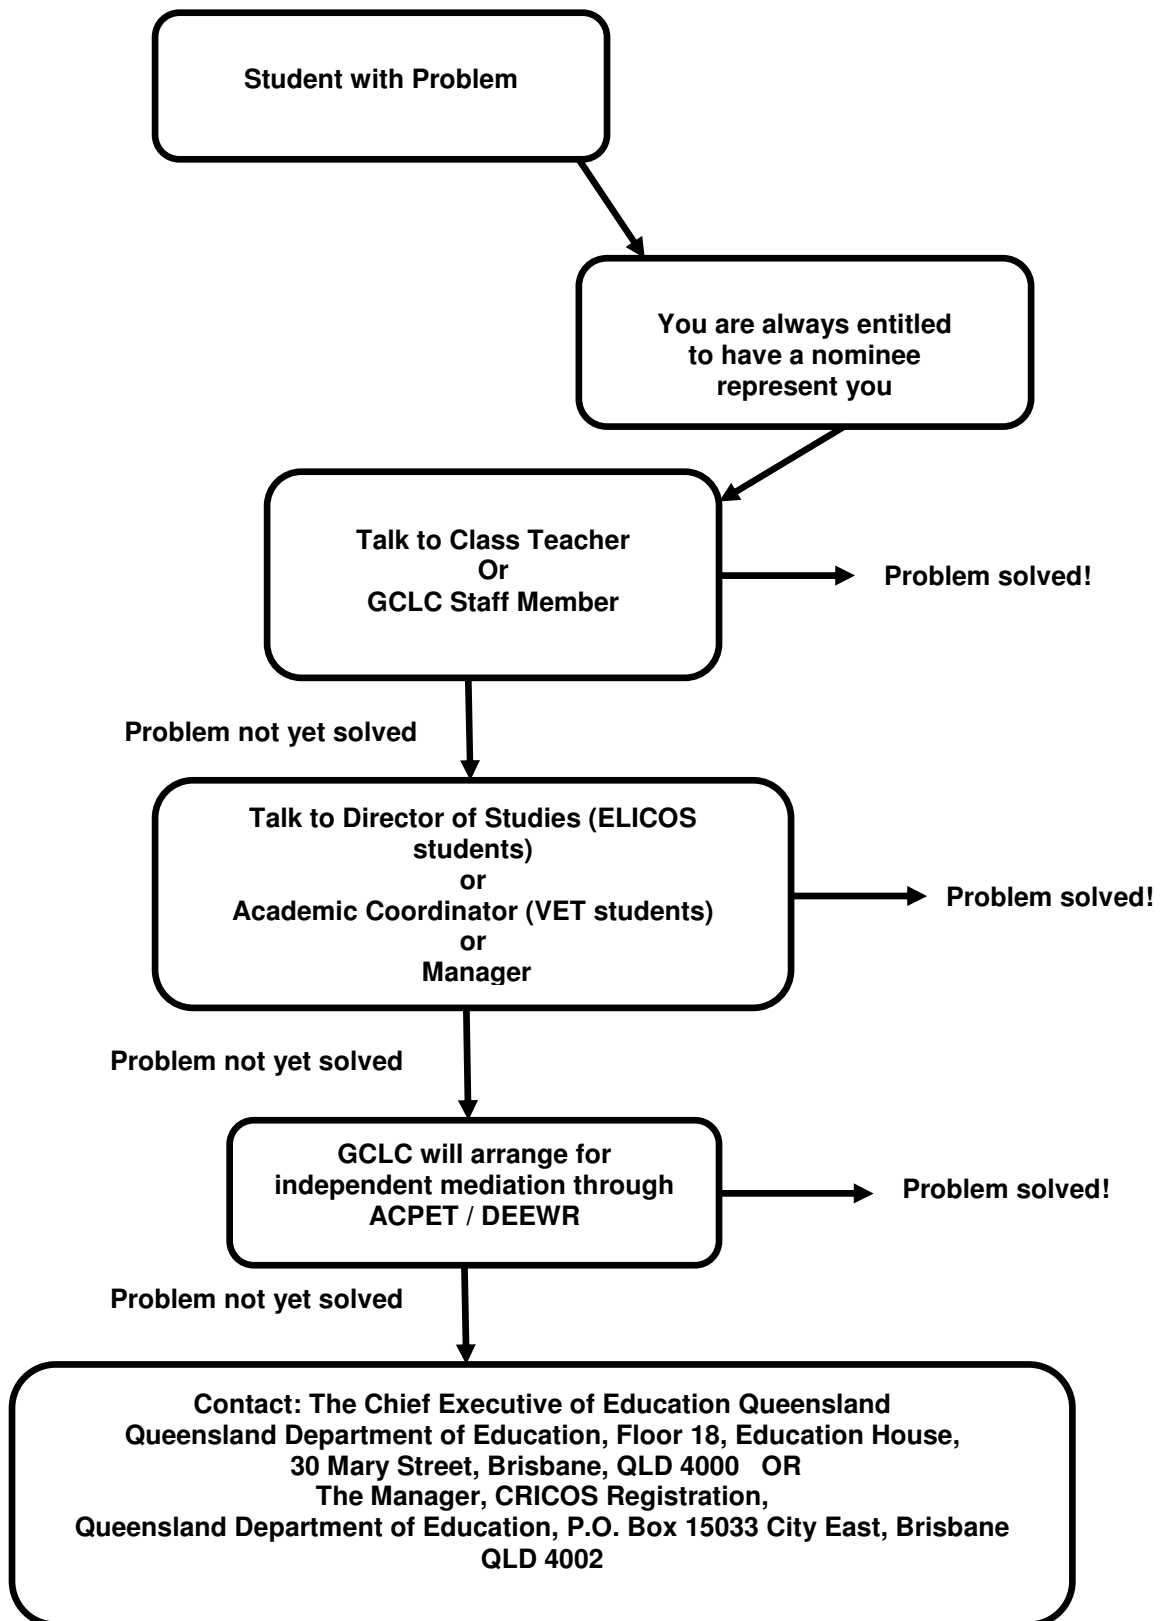 Student with Problem
You are always entitled
to have a nominee
represent you
Talk to Class Teacher
Or
GCLC Staff Member
Problem solved!
Problem not yet solved
Talk to Director of Studies (ELICOS
students)
or
Academic Coordinator (VET students)
or
Manager
Problem solved!
Problem not yet solved
GCLC will arrange for
independent mediation through
ACPET / DEEWR
Problem solved!
Problem not yet solved
Contact: The Chief Executive of Education Queensland
Queensland Department of Education, Floor 18, Education House,
30 Mary Street, Brisbane, QLD 4000   OR
The Manager, CRICOS Registration,
Queensland Department of Education, P.O. Box 15033 City East, Brisbane
QLD 4002